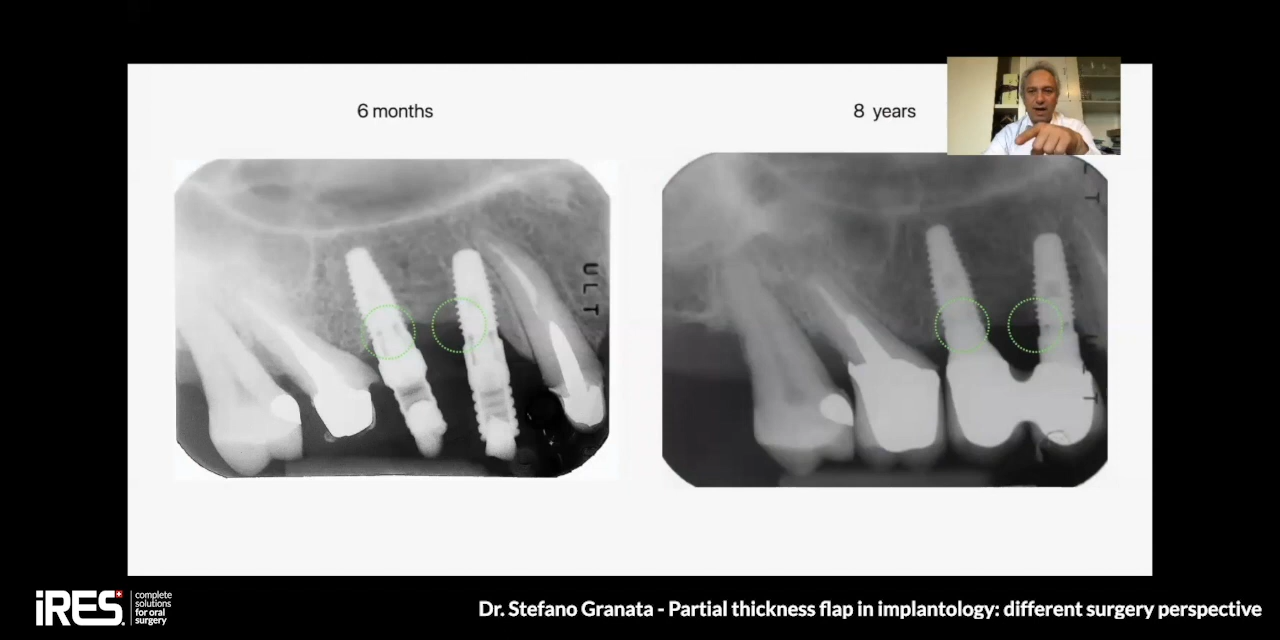 6 months
8 years
ULT
iRES
complete
solutions
for oral
surgery
Dr. Stefano Granata - Partial thickness flap in implantology: different surgery perspective